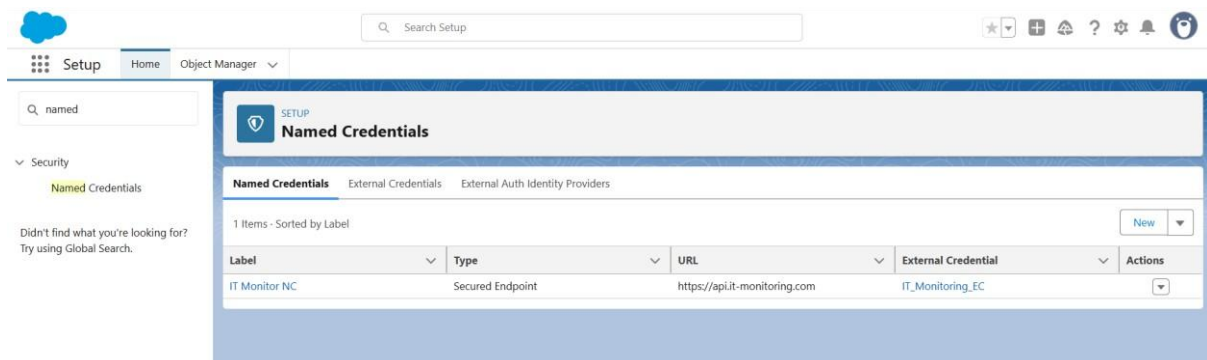 Search Setup
Setup Home Object Manager
named
Security
Named Credentials
Didn't find what you're looking for?
Try using Global Search.
SETUP
Named Credentials
Named Credentials External Credentials External Auth Identity Providers
1 Items · Sorted by Label New
Label Type URL External Credential Actions
IT Monitor NC Secured Endpoint https://api.it-monitoring.com IT_Monitoring_EC